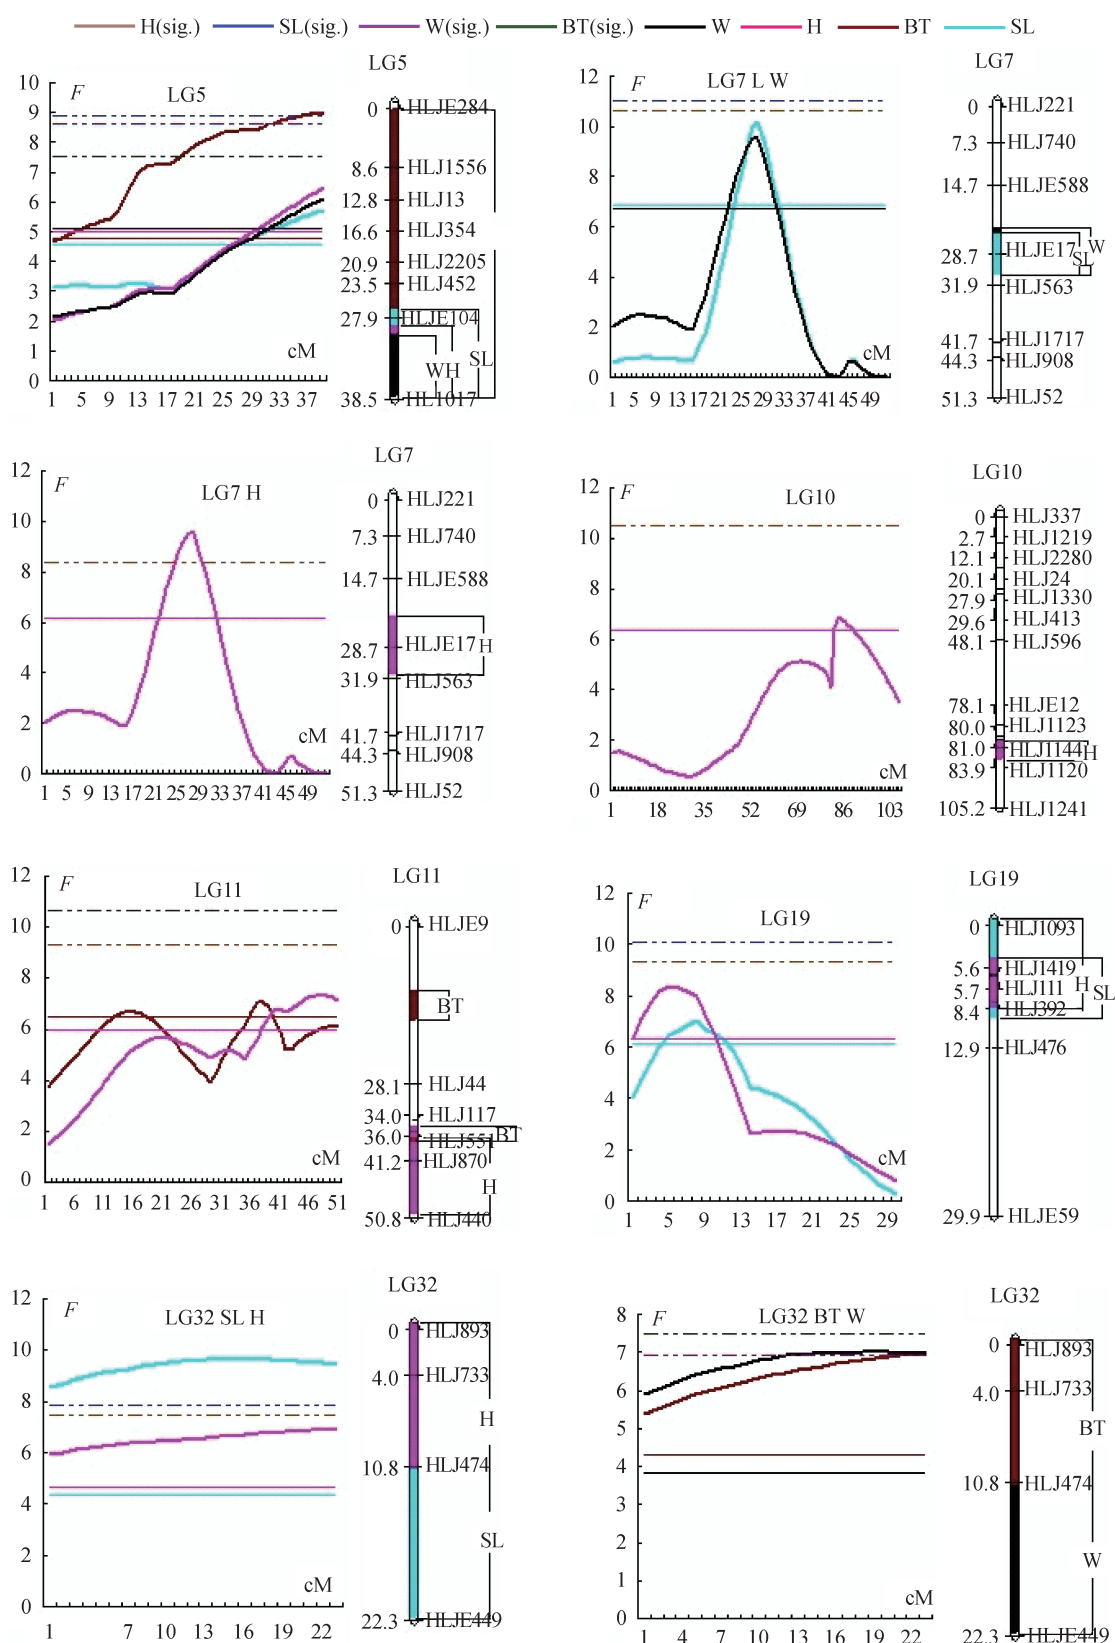 H(sig.) SL(sig.) W(sig.) BT(sig.) W H BT SL
LG5
F
LG5
10
9
8
7
6
5
4
3
2
1
0
cM
1 5 9 13 17 21 25 29 33 37
0 HLJE284
8.6 HLJ1556
12.8 HLJ13
16.6 HLJ354
20.9 HLJ2205
23.5 HLJ452
27.9 HLJE104
WH SL
38.5 HL1017
LG7
F
LG7 L W
12
10
8
6
4
2
0
cM
1 5 9 13 17 21 25 29 33 37 41 45 49
0 HLJ221
7.3 HLJ740
14.7 HLJE588
W
28.7 HLJE17 SL
31.9 HLJ563
41.7 HLJ1717
44.3 HLJ908
51.3 HLJ52
LG7
F
LG7 H
12
10
8
6
4
2
0
cM
1 5 9 13 17 21 25 29 33 37 41 45 49
0 HLJ221
7.3 HLJ740
14.7 HLJE588
28.7 HLJE17 H
31.9 HLJ563
41.7 HLJ1717
44.3 HLJ908
51.3 HLJ52
LG10
F
LG10
12
10
8
6
4
2
0
cM
1 18 35 52 69 86 103
0 HLJ337
2.7 HLJ1219
12.1 HLJ2280
20.1 HLJ24
27.9 HLJ1330
29.6 HLJ413
48.1 HLJ596
78.1 HLJE12
80.0 HLJ1123
81.0 HLJ1144 H
83.9 HLJ1120
105.2 HLJ1241
LG11
F
LG11
12
10
8
6
4
2
0
cM
1 6 11 16 21 26 31 36 41 46 51
0 HLJE9
BT
28.1 HLJ44
34.0 HLJ117
36.0 HLJ551 BT
41.2 HLJ870
H
50.8 HLJ440
LG19
F
LG19
12
10
8
6
4
2
0
cM
1 5 9 13 17 21 25 29
0 HLJ1093
5.6 HLJ1419
5.7 HLJ111 H SL
8.4 HLJ392
12.9 HLJ476
29.9 HLJE59
LG32
F
LG32 SL H
12
10
8
6
4
2
0
cM
1 7 10 13 16 19 22
0 HLJ893
4.0 HLJ733
H
10.8 HLJ474
SL
22.3 HLJE449
LG32
F
LG32 BT W
8
7
6
5
4
3
2
1
0
cM
1 4 7 10 13 16 19 22
0 HLJ893
4.0 HLJ733
BT
10.8 HLJ474
W
22.3 HLJE449